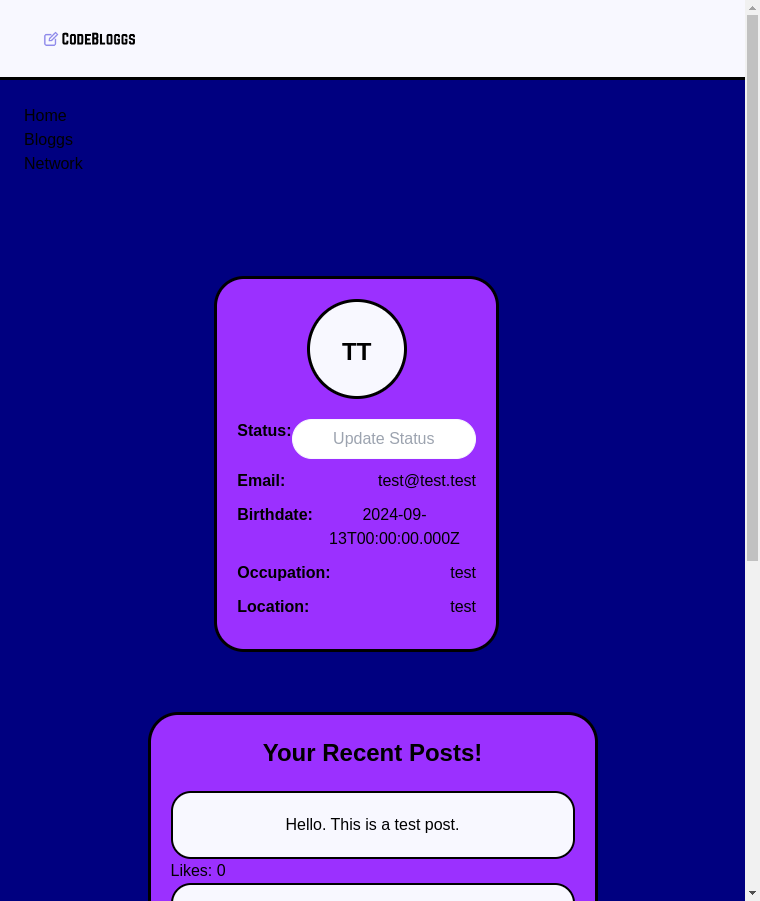 CodeBloggs
Home
Bloggs
Network
TT
Status: Update Status
Email: test@test.test
Birthdate: 2024-09-
13T00:00:00.000Z
Occupation: test
Location: test
Your Recent Posts!
Hello. This is a test post.
Likes: 0